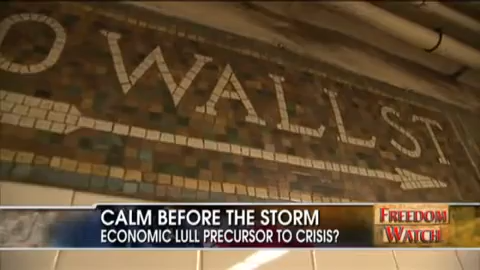 O WALL ST.
CALM BEFORE THE STORM
ECONOMIC LULL PRECURSOR TO CRISIS?
FREEDOM
WATCH